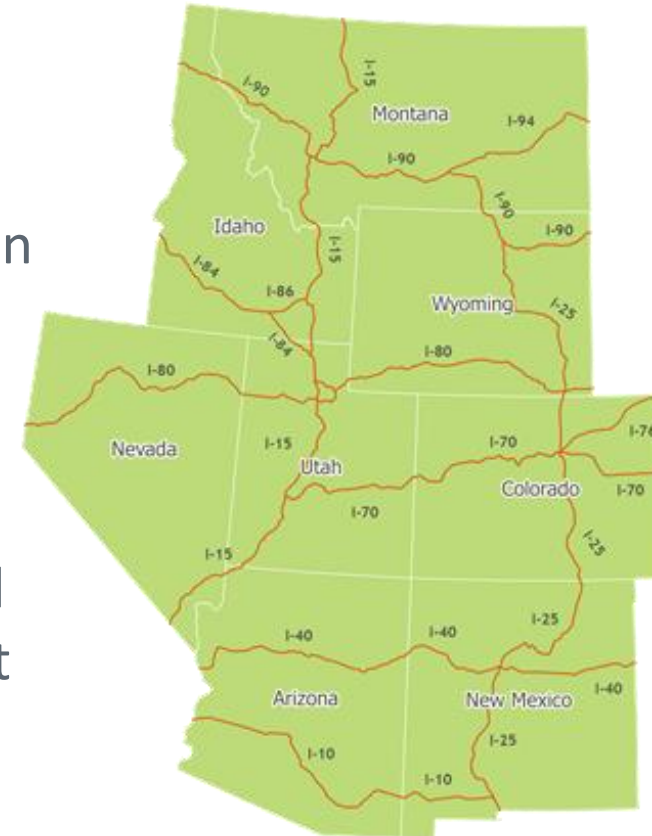 I-90
I-15
Montana
I-94
I-90
n
I-90
Idaho
I-15
I-90
I-84
I-86
Wyoming
I-25
I-84
I-80
I-80
I-76
I-15
I-70
Nevada
Utah
Colorado
I-70
I-70
I-25
I-15
I-25
t
I-40
I-40
I-40
Arizona
New Mexico
I-25
I-10
I-10